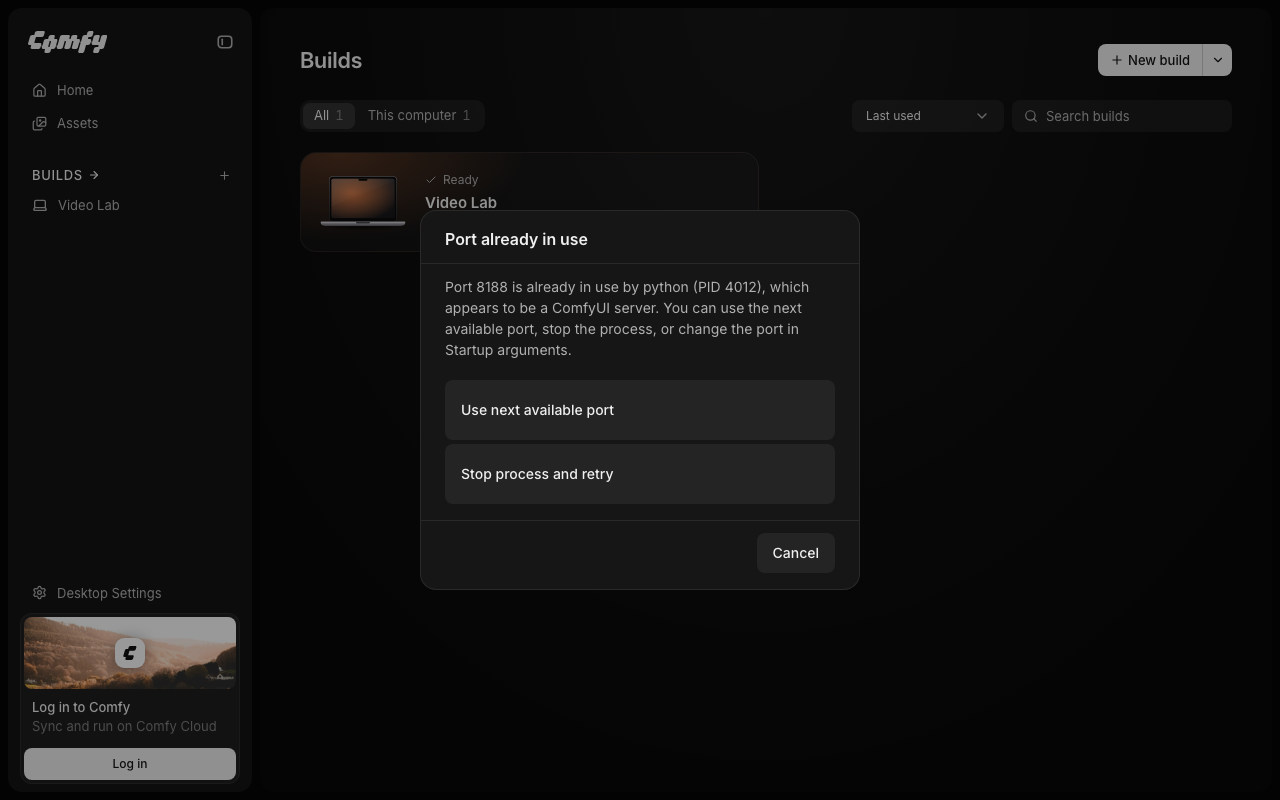 Comfy
Home
Assets
BUILDS
Video Lab
Desktop Settings
Log in to Comfy
Sync and run on Comfy Cloud
Log in
Builds
New build
All 1
This computer 1
Last used
Search builds
Ready
Video Lab
Port already in use
Port 8188 is already in use by python (PID 4012), which
appears to be a ComfyUI server. You can use the next
available port, stop the process, or change the port in
Startup arguments.
Use next available port
Stop process and retry
Cancel